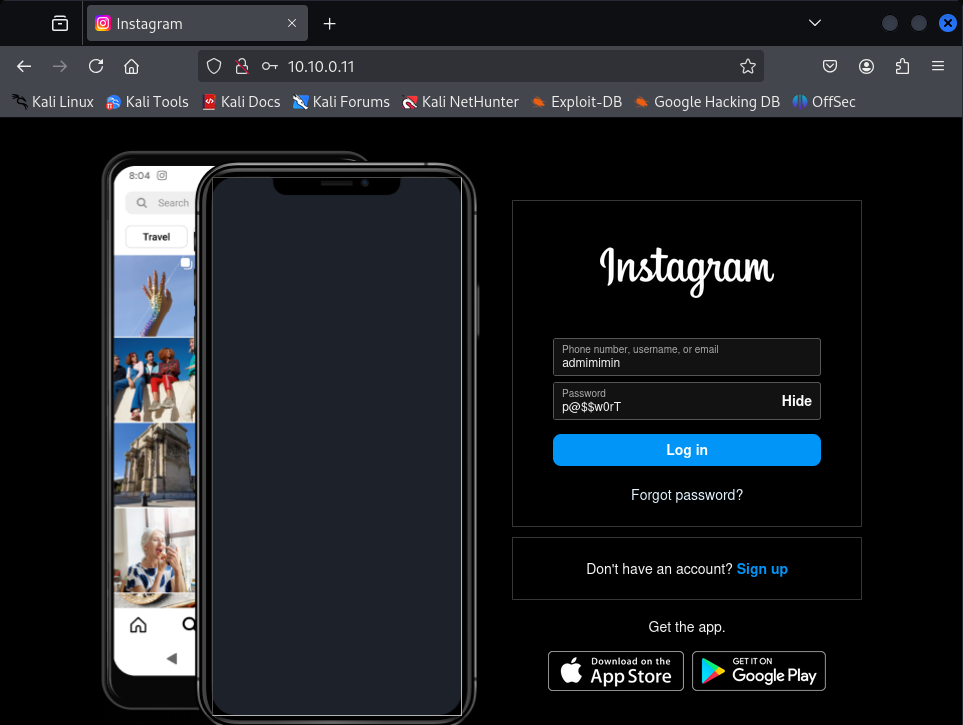 Instagram
10.10.0.11
Kali Linux Kali Tools Kali Docs Kali Forums Kali NetHunter Exploit-DB Google Hacking DB OffSec
8:04
Search
Travel
Instagram
Phone number, username, or email
admimimin
Password
p@$$w0rT Hide
Log in
Forgot password?
Don't have an account? Sign up
Get the app.
Download on the
App Store
GET IT ON
Google Play